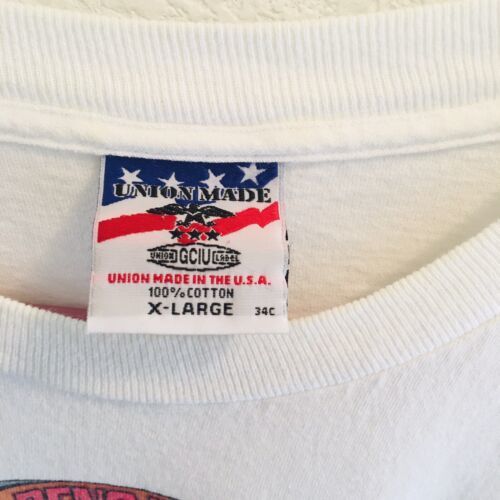 UNION MADE
UNION GCIU LABEL
UNION MADE IN THE U.S.A.
100% COTTON
X-LARGE 34C